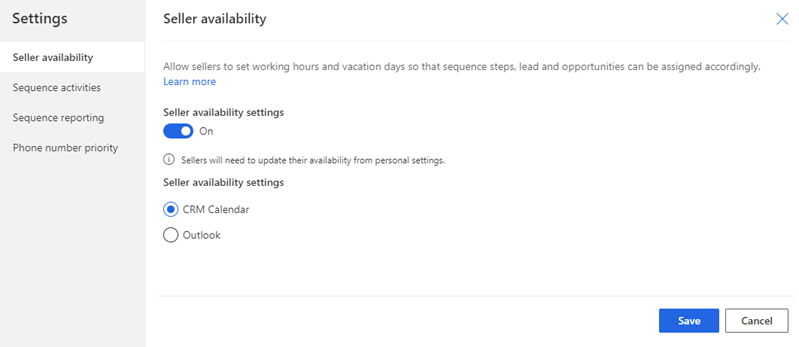 Settings
Seller availability
Sequence activities
Sequence reporting
Phone number priority
Seller availability
Allow sellers to set working hours and vacation days so that sequence steps, lead and opportunities can be assigned accordingly.
Learn more
Seller availability settings
On
Sellers will need to update their availability from personal settings.
Seller availability settings
CRM Calendar
Outlook
Save
Cancel